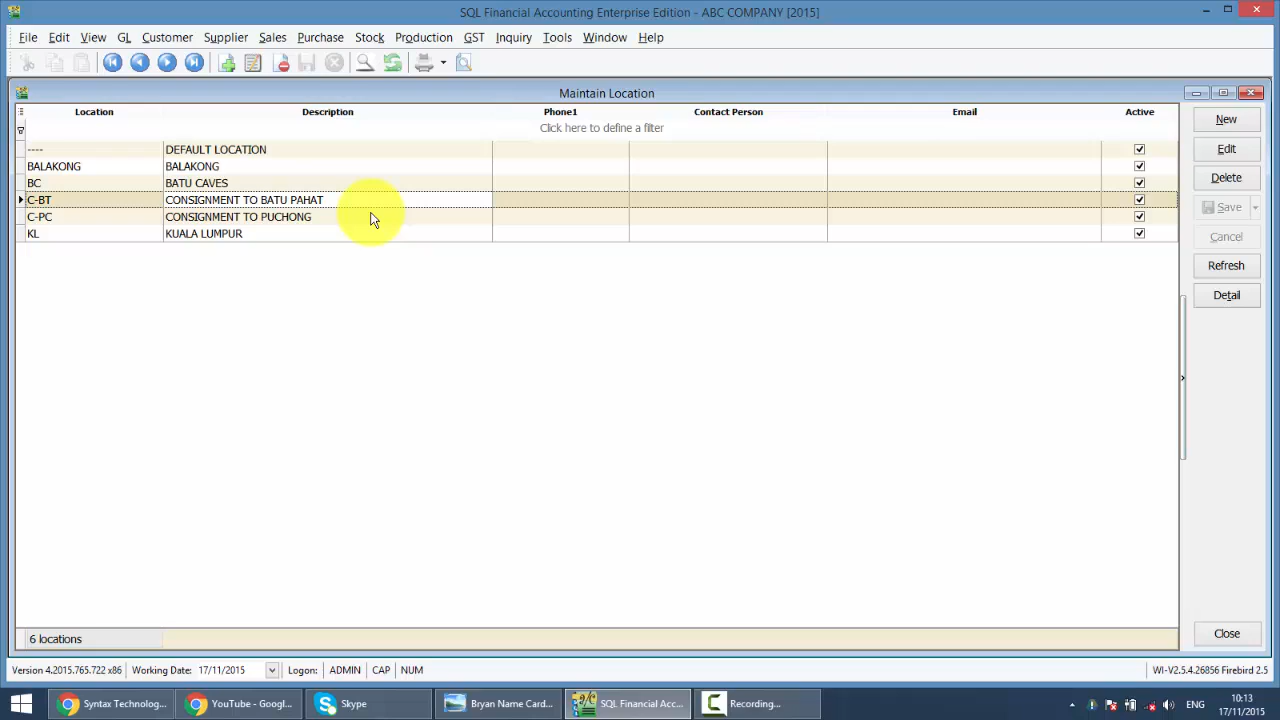 SQL Financial Accounting Enterprise Edition - ABC COMPANY [2015]
File Edit View GL Customer Supplier Sales Purchase Stock Production GST Inquiry Tools Window Help
Maintain Location
Location Description Phone1 Contact Person Email Active
Click here to define a filter
---- DEFAULT LOCATION
BALAKONG BALAKONG
BC BATU CAVES
C-BT CONSIGNMENT TO BATU PAHAT
C-PC CONSIGNMENT TO PUCHONG
KL KUALA LUMPUR
New
Edit
Delete
Save
Cancel
Refresh
Detail
6 locations
Close
Version 4.2015.765.722 x86 Working Date: 17/11/2015 Logon: ADMIN CAP NUM WI-V2.5.4.26856 Firebird 2.5
Syntax Technolog... YouTube - Googl... Skype Bryan Name Card... SQL Financial Acc... Recording... ENG 10:13
17/11/2015